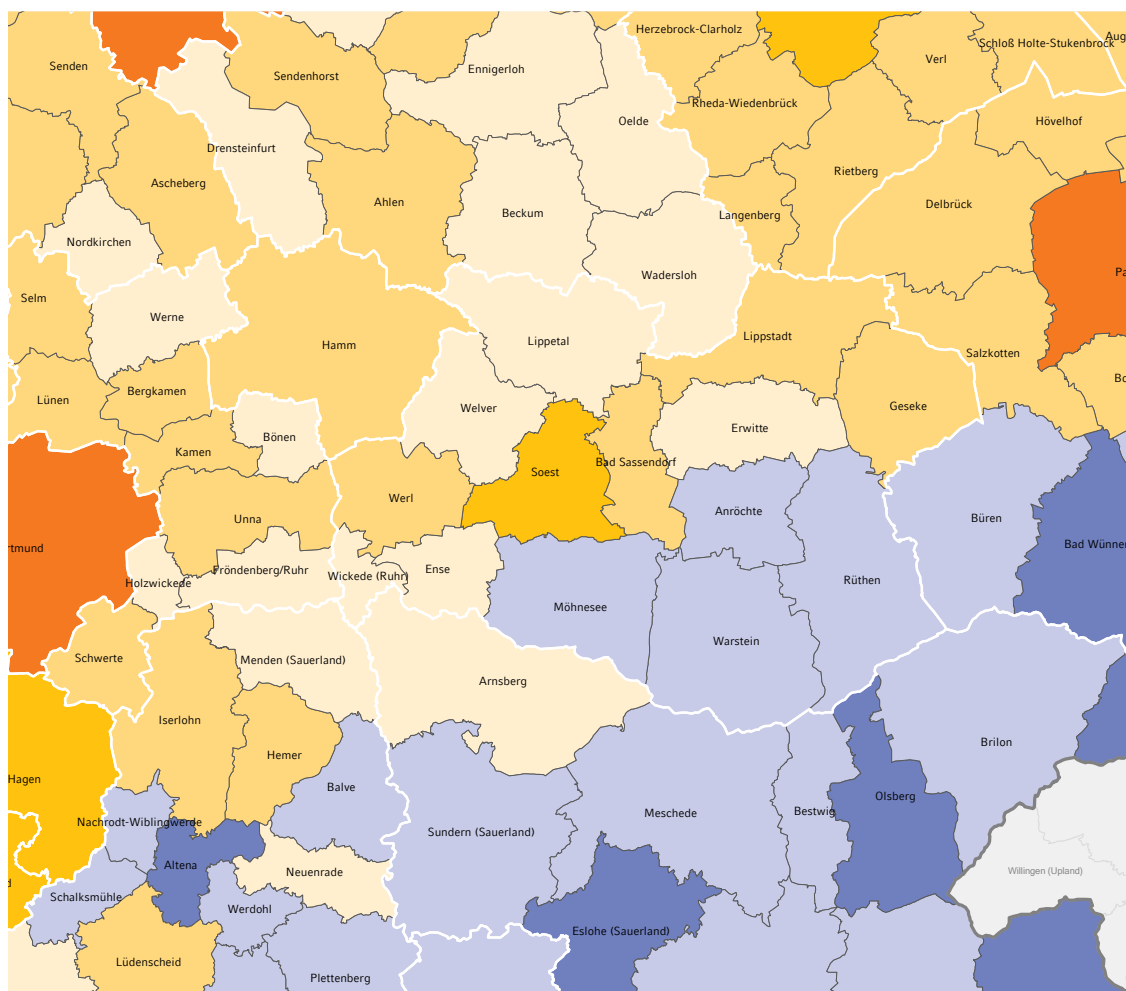 Herzebrock-Clarholz
Schloß Holte-Stukenbrock
Aug
Verl
Senden
Sendenhorst
Ennigerloh
Rheda-Wiedenbrück
Oelde
Hövelhof
Drensteinfurt
Rietberg
Ascheberg
Ahlen
Delbrück
Beckum
Langenberg
Nordkirchen
Wadersloh
Pa
Selm
Werne
Lippstadt
Hamm
Lippetal
Salzkotten
Bo
Bergkamen
Lünen
Welver
Geseke
Erwitte
Bönen
Kamen
Bad Sassendorf
Soest
Werl
Anröchte
Unna
Büren
rtmund
Bad Wünnen
Fröndenberg/Ruhr
Ense
Wickede (Ruhr)
Holzwickede
Rüthen
Möhnesee
Warstein
Schwerte
Menden (Sauerland)
Arnsberg
Iserlohn
Brilon
Hemer
Hagen
Balve
Olsberg
Bestwig
Meschede
Nachrodt-Wiblingwerde
Sundern (Sauerland)
Altena
Neuenrade
Willingen (Upland)
d
Schalksmühle
Werdohl
Eslohe (Sauerland)
Lüdenscheid
Plettenberg